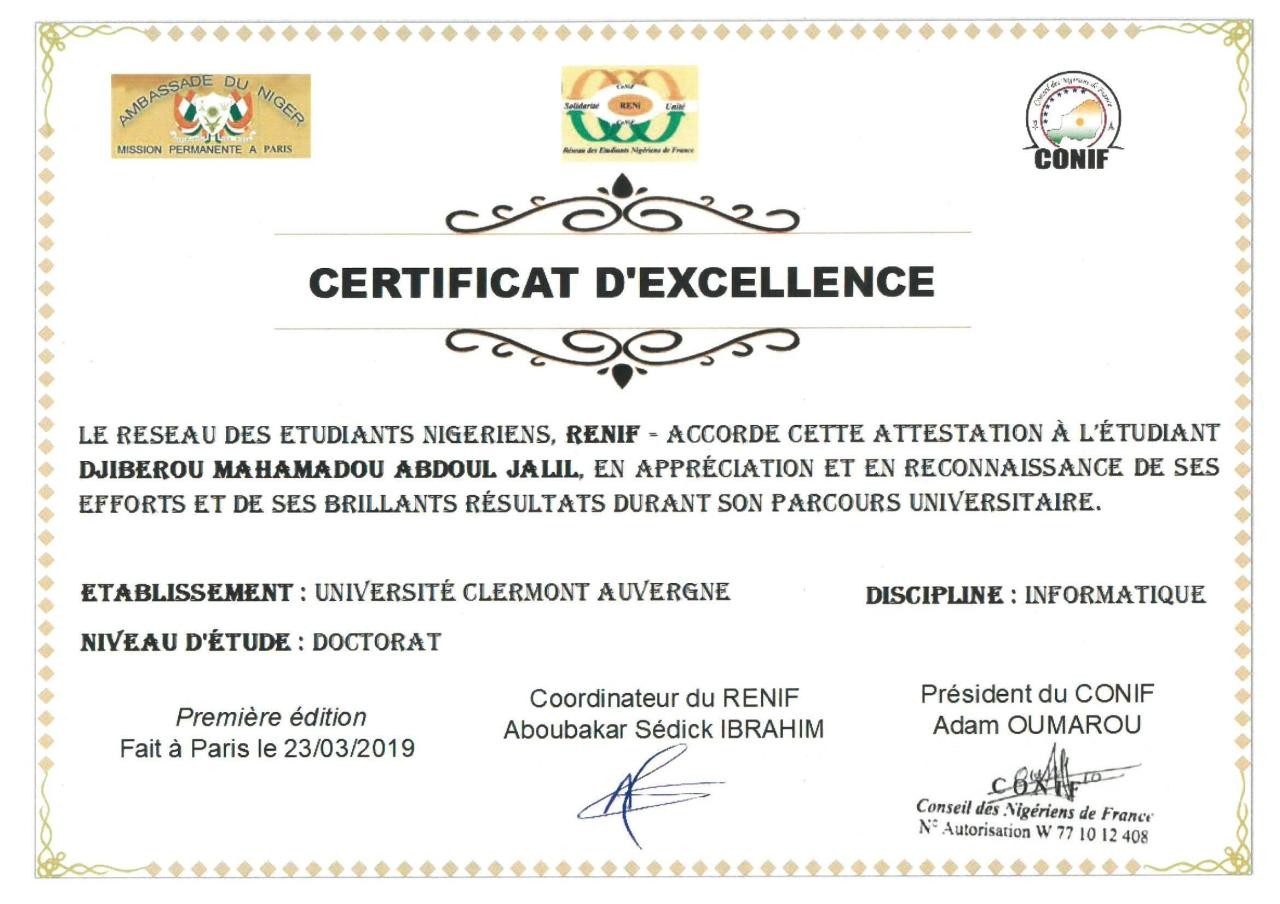 AMBASSADE DU NIGER
MISSION PERMANENTE A PARIS
CONIF
Solidarité RENI Unité
CONIF
Réseau des Etudiants Nigériens de France
Conseil des Nigériens de France
CONIF
CERTIFICAT D'EXCELLENCE
LE RESEAU DES ETUDIANTS NIGERIENS, RENIF - ACCORDE CETTE ATTESTATION À L'ÉTUDIANT
DJIBEROU MAHAMADOU ABDOUL JALIL, EN APPRÉCIATION ET EN RECONNAISSANCE DE SES
EFFORTS ET DE SES BRILLANTS RÉSULTATS DURANT SON PARCOURS UNIVERSITAIRE.
ETABLISSEMENT : UNIVERSITÉ CLERMONT AUVERGNE
DISCIPLINE : INFORMATIQUE
NIVEAU D'ÉTUDE : DOCTORAT
Première édition
Fait à Paris le 23/03/2019
Coordinateur du RENIF
Aboubakar Sédick IBRAHIM
Président du CONIF
Adam OUMAROU
CONIF
Conseil des Nigériens de France
N° Autorisation W 77 10 12 408